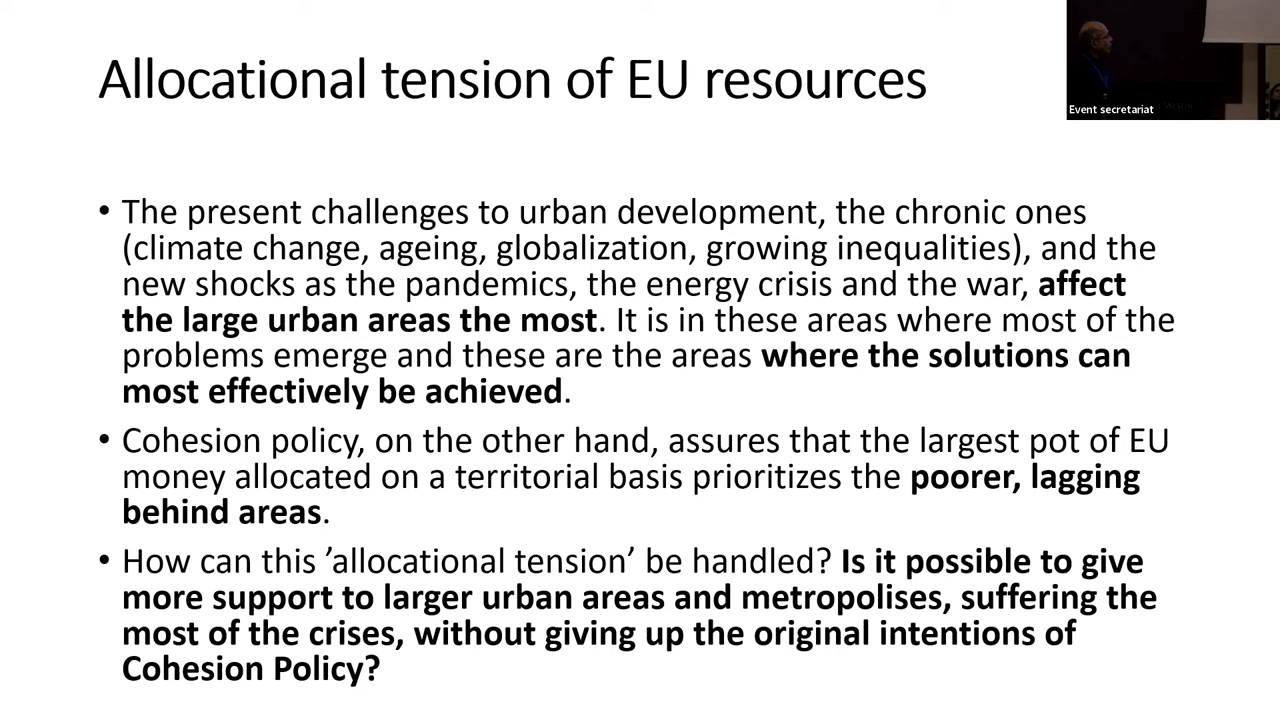 Allocational tension of EU resources
Event secretariat
• The present challenges to urban development, the chronic ones
(climate change, ageing, globalization, growing inequalities), and the
new shocks as the pandemics, the energy crisis and the war, affect
the large urban areas the most. It is in these areas where most of the
problems emerge and these are the areas where the solutions can
most effectively be achieved.
• Cohesion policy, on the other hand, assures that the largest pot of EU
money allocated on a territorial basis prioritizes the poorer, lagging
behind areas.
• How can this ’allocational tension’ be handled? Is it possible to give
more support to larger urban areas and metropolises, suffering the
most of the crises, without giving up the original intentions of
Cohesion Policy?